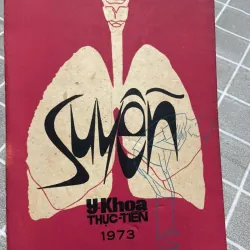 Suyễn
Y-Khoa
THỰC-TIỄN
1973